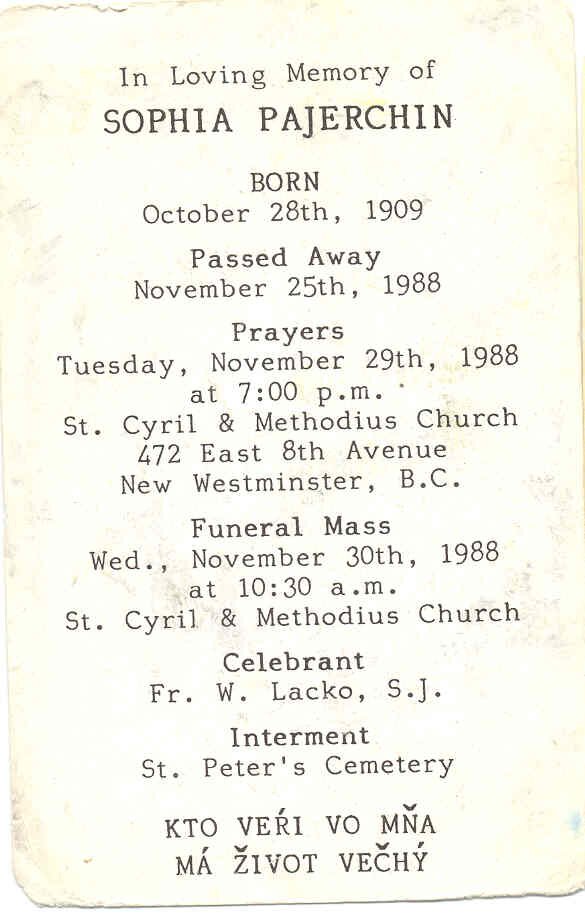 In Loving Memory of
SOPHIA PAJERCHIN
BORN
October 28th, 1909
Passed Away
November 25th, 1988
Prayers
Tuesday, November 29th, 1988
at 7:00 p.m.
St. Cyril & Methodius Church
472 East 8th Avenue
New Westminster, B.C.
Funeral Mass
Wed., November 30th, 1988
at 10:30 a.m.
St. Cyril & Methodius Church
Celebrant
Fr. W. Lacko, S.J.
Interment
St. Peter's Cemetery
KTO VEŔI VO MŇA
MÁ ŽIVOT VEČHÝ